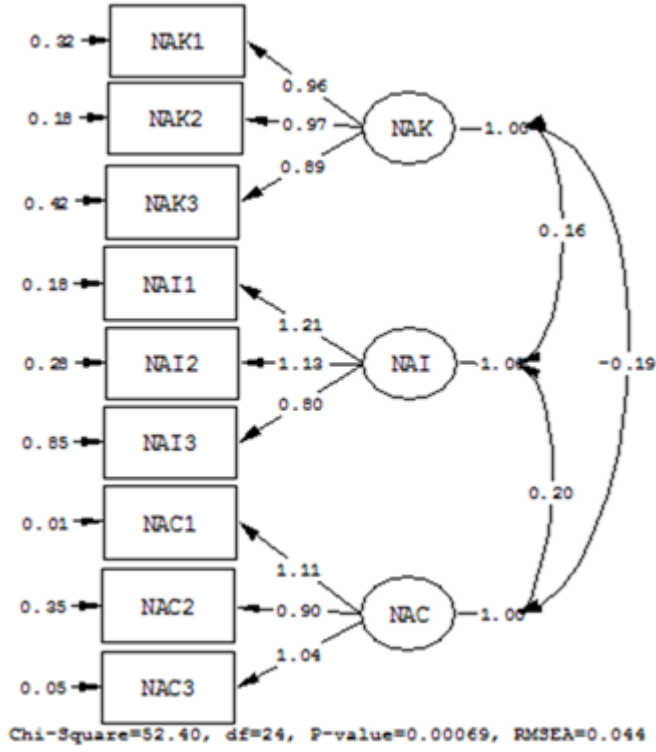 0.32 NAK1
0.96
0.18 NAK2 0.97 NAK 1.00
0.89
0.42 NAK3
0.16
0.18 NAI1
1.21
0.28 NAI2 1.13 NAI 1.00 -0.19
0.80
0.85 NAI3
0.20
0.01 NAC1
1.11
0.35 NAC2 0.90 NAC 1.00
1.04
0.05 NAC3
Chi-Square=52.40, df=24, P-value=0.00069, RMSEA=0.044